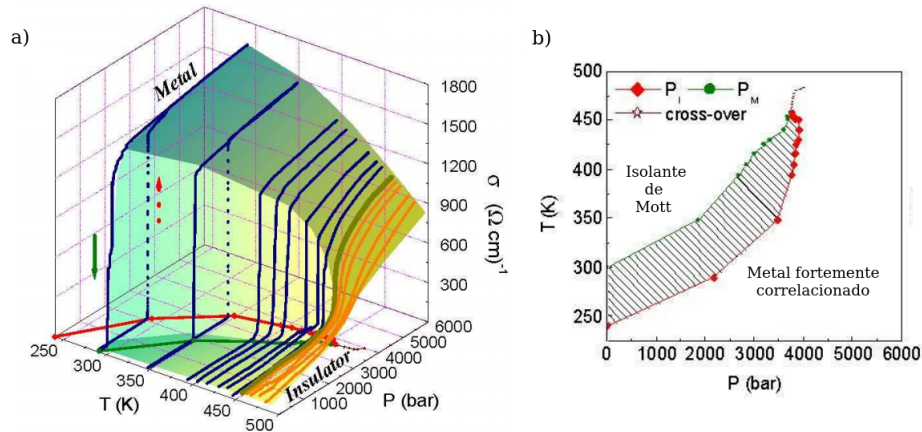 a)
Metal
1800
1500
1200
900
600
300
σ (Ω cm)⁻¹
6000
5000
4000
3000
2000
1000
P (bar)
Insulator
250
300
350
400
450
500
T (K)
b)
500
450
400
350
300
250
T (K)
P_I P_M
cross-over
Isolante
de
Mott
Metal fortemente
correlacionado
0 1000 2000 3000 4000 5000 6000
P (bar)